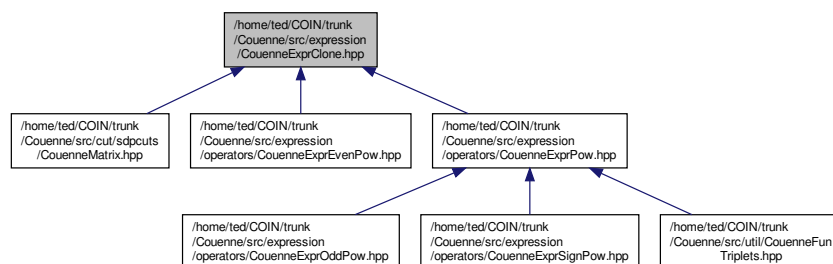 /home/ted/COIN/trunk
/Couenne/src/expression
/CouenneExprClone.hpp
/home/ted/COIN/trunk
/Couenne/src/cut/sdpcuts
/CouenneMatrix.hpp
/home/ted/COIN/trunk
/Couenne/src/expression
/operators/CouenneExprEvenPow.hpp
/home/ted/COIN/trunk
/Couenne/src/expression
/operators/CouenneExprPow.hpp
/home/ted/COIN/trunk
/Couenne/src/expression
/operators/CouenneExprOddPow.hpp
/home/ted/COIN/trunk
/Couenne/src/expression
/operators/CouenneExprSignPow.hpp
/home/ted/COIN/trunk
/Couenne/src/util/CouenneFun
Triplets.hpp